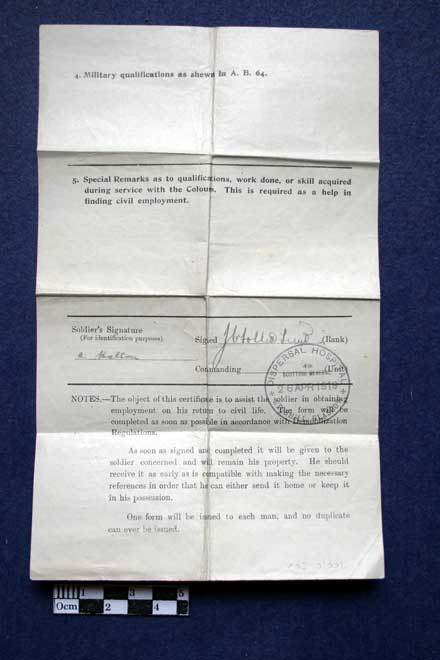 4. Military qualifications as shewn in A. B. 64.
5. Special Remarks as to qualifications, work done, or skill acquired
during service with the Colours. This is required as a help in
finding civil employment.
Soldier's Signature
(For identification purposes).
Signed
(Rank)
Commanding
(Unit)
DISPERSAL HOSPITAL
4TH
SCOTTISH GENERAL
26 APR 1919
NOTES.—The object of this certificate is to assist the soldier in obtaining
employment on his return to civil life. The form will be
completed as soon as possible in accordance with Demobilization
Regulations.
As soon as signed and completed it will be given to the
soldier concerned and will remain his property. He should
receive it as early as is compatible with making the necessary
references in order that he can either send it home or keep it
in his possession.
One form will be issued to each man, and no duplicate
can ever be issued.
1 3 5
0cm 2 4